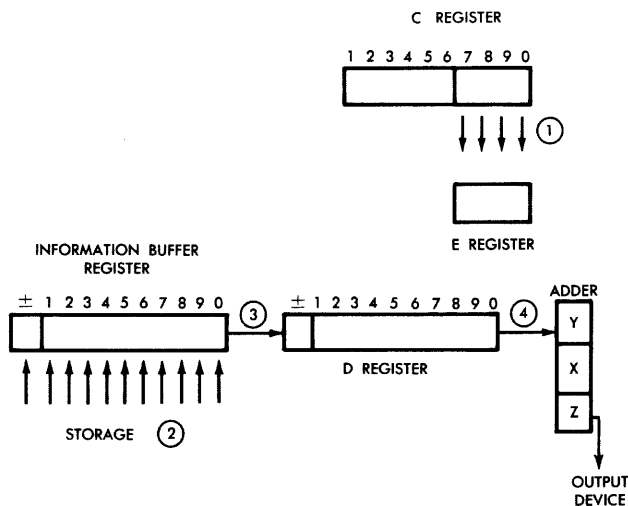 C REGISTER
1 2 3 4 5 6 7 8 9 0
1
E REGISTER
INFORMATION BUFFER
REGISTER
± 1 2 3 4 5 6 7 8 9 0
3
± 1 2 3 4 5 6 7 8 9 0
4
ADDER
Y
X
Z
D REGISTER
STORAGE 2
OUTPUT
DEVICE